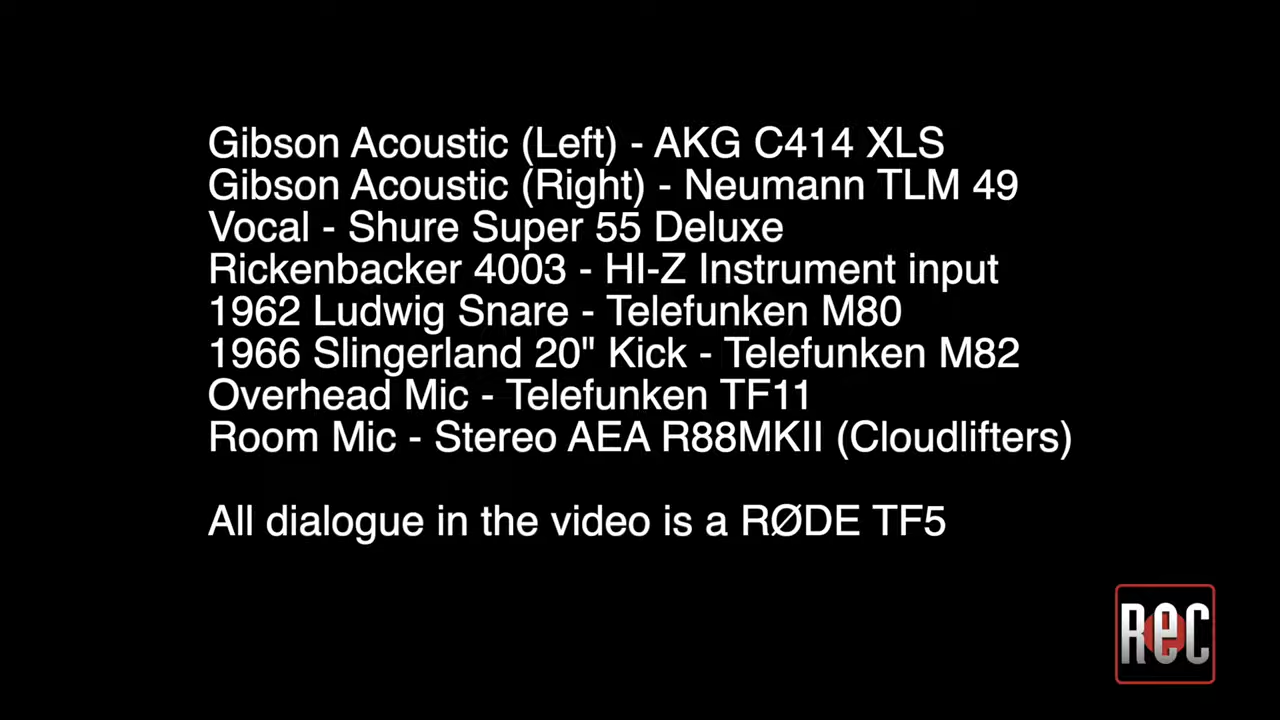 Gibson Acoustic (Left) - AKG C414 XLS
Gibson Acoustic (Right) - Neumann TLM 49
Vocal - Shure Super 55 Deluxe
Rickenbacker 4003 - HI-Z Instrument input
1962 Ludwig Snare - Telefunken M80
1966 Slingerland 20" Kick - Telefunken M82
Overhead Mic - Telefunken TF11
Room Mic - Stereo AEA R88MKII (Cloudlifters)
All dialogue in the video is a RØDE TF5
ReC